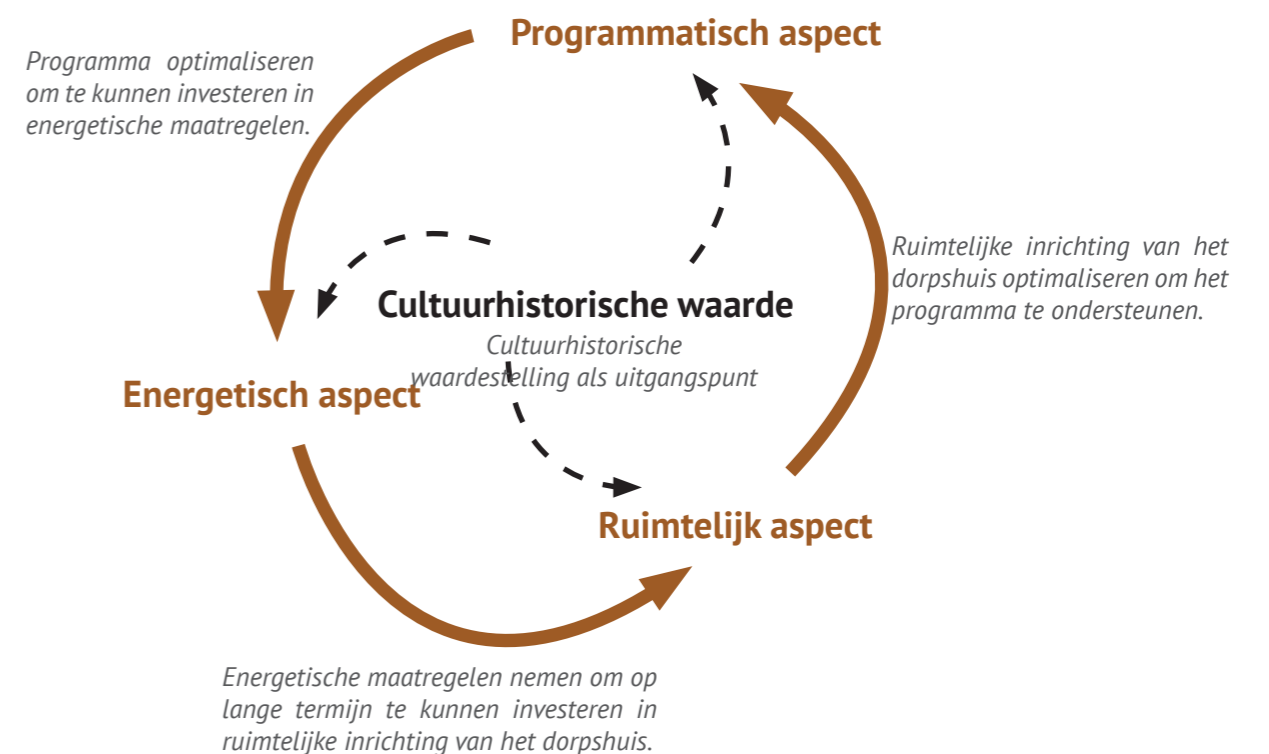 Programmatisch aspect
Programma optimaliseren
om te kunnen investeren in
energetische maatregelen.
Ruimtelijke inrichting van het
dorpshuis optimaliseren om het
programma te ondersteunen.
Cultuurhistorische waarde
Cultuurhistorische
waardestelling als uitgangspunt
Energetisch aspect
Ruimtelijk aspect
Energetische maatregelen nemen om op
lange termijn te kunnen investeren in
ruimtelijke inrichting van het dorpshuis.